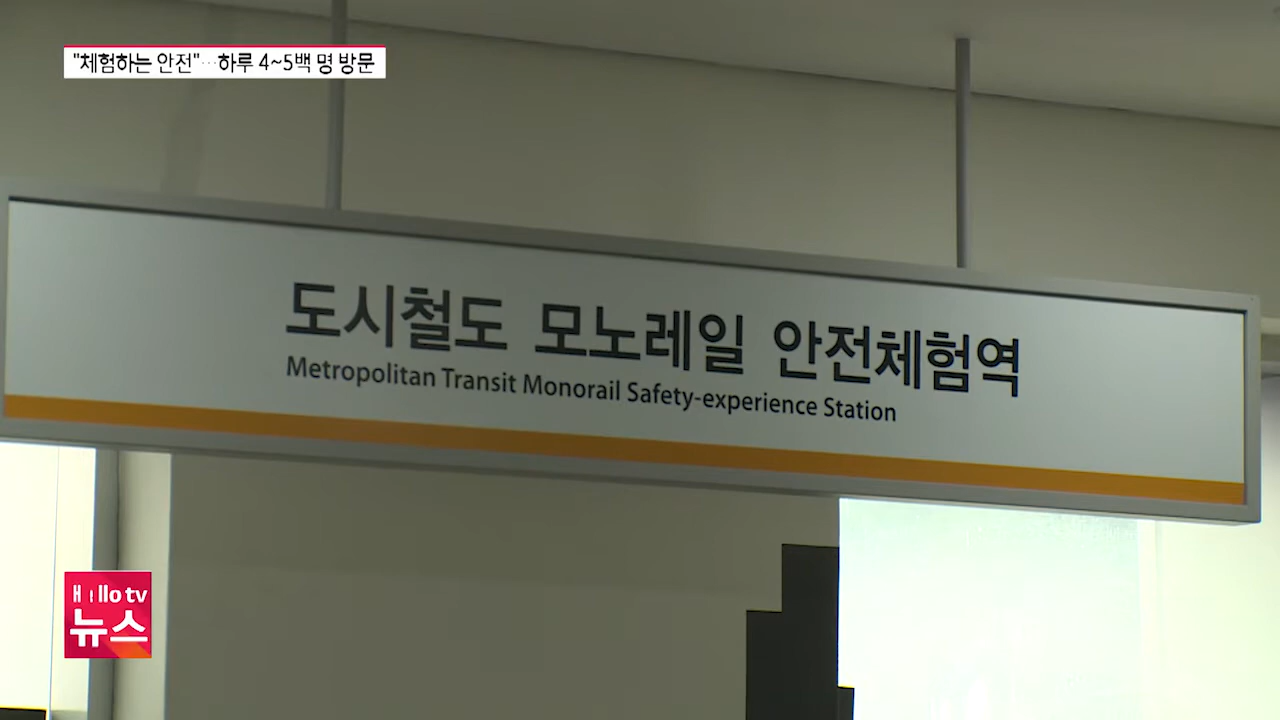 "체험하는 안전"…하루 4~5백 명 방문
도시철도 모노레일 안전체험역
Metropolitan Transit Monorail Safety-experience Station
Hello tv
뉴스